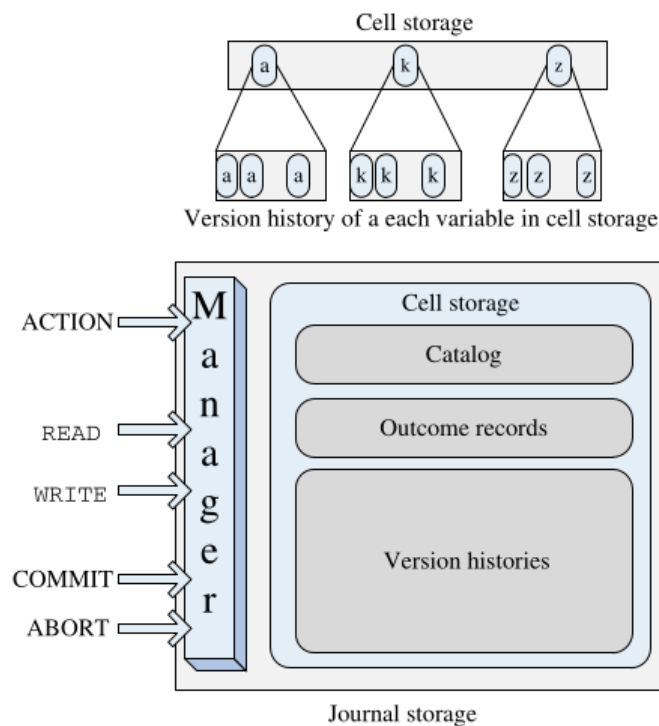 Cell storage
a k z
a a a k k k z z z
Version history of a each variable in cell storage
Manager
Cell storage
ACTION
Catalog
READ
Outcome records
WRITE
Version histories
COMMIT
ABORT
Journal storage